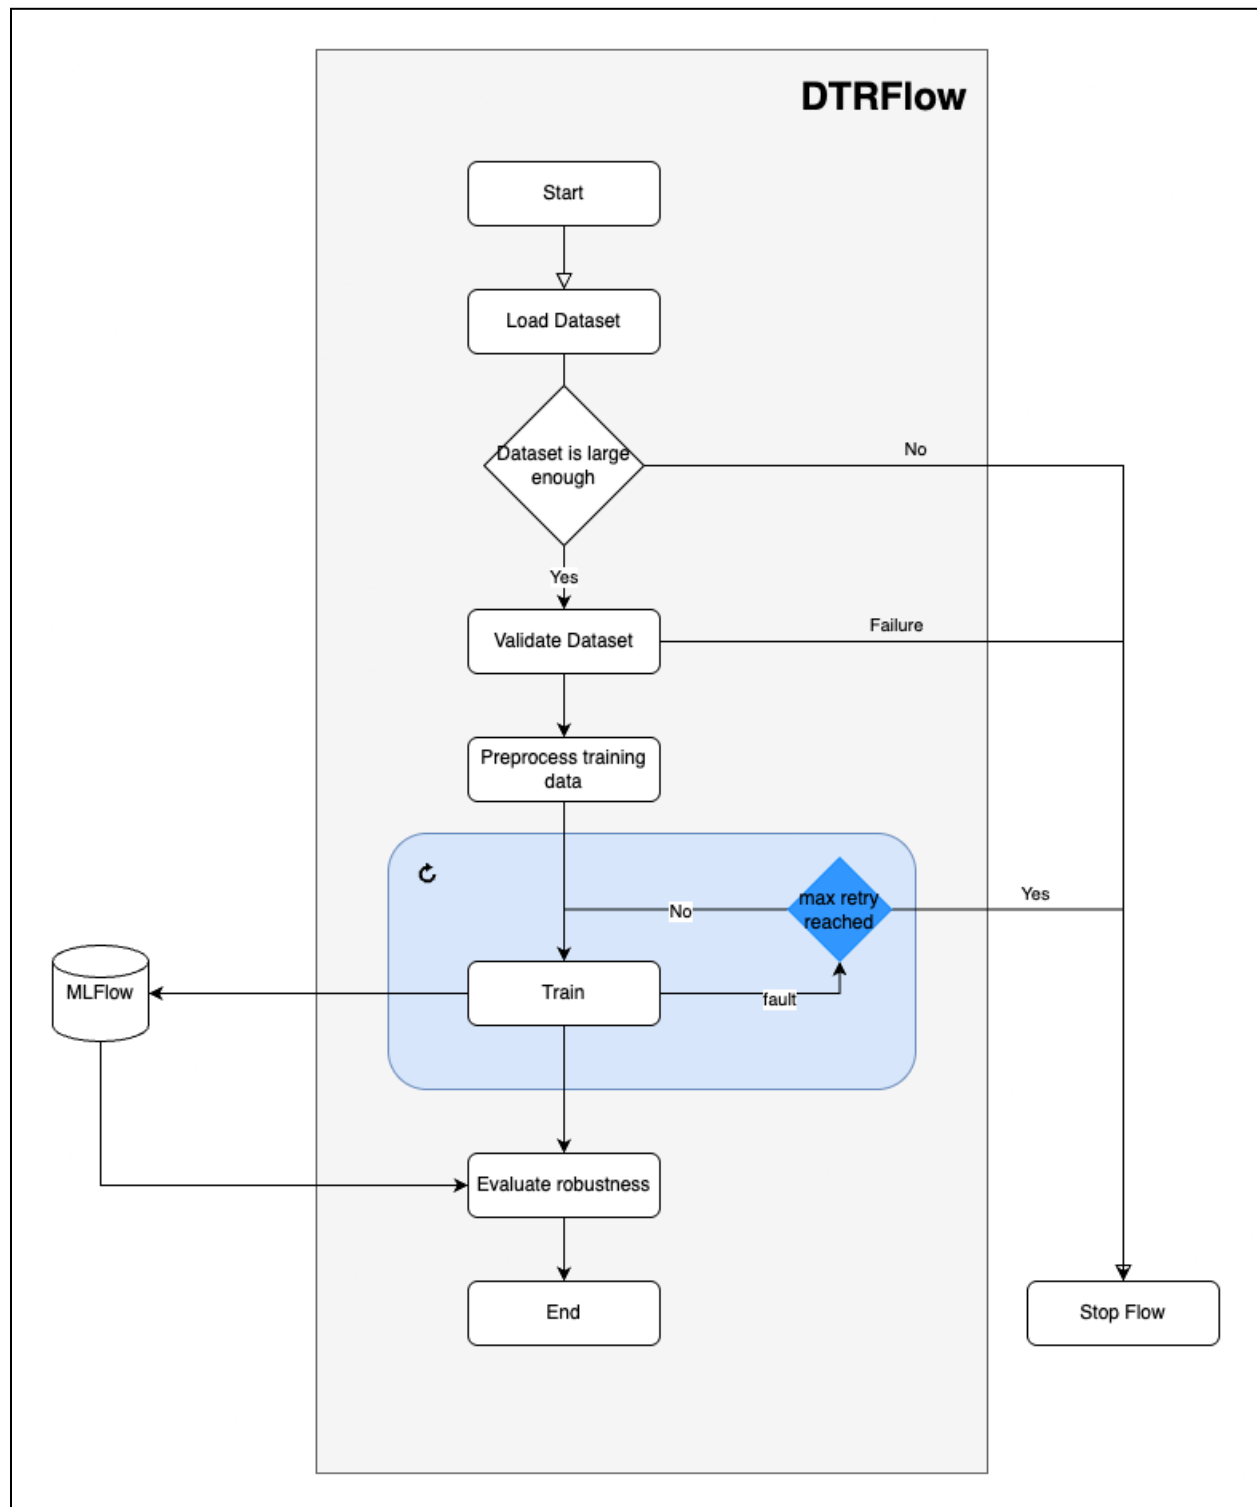 DTRFlow
Start
Load Dataset
Dataset is large
enough
No
Yes
Validate Dataset
Failure
Preprocess training
data
max retry
reached
No
Yes
MLFlow
Train
fault
Evaluate robustness
End
Stop Flow